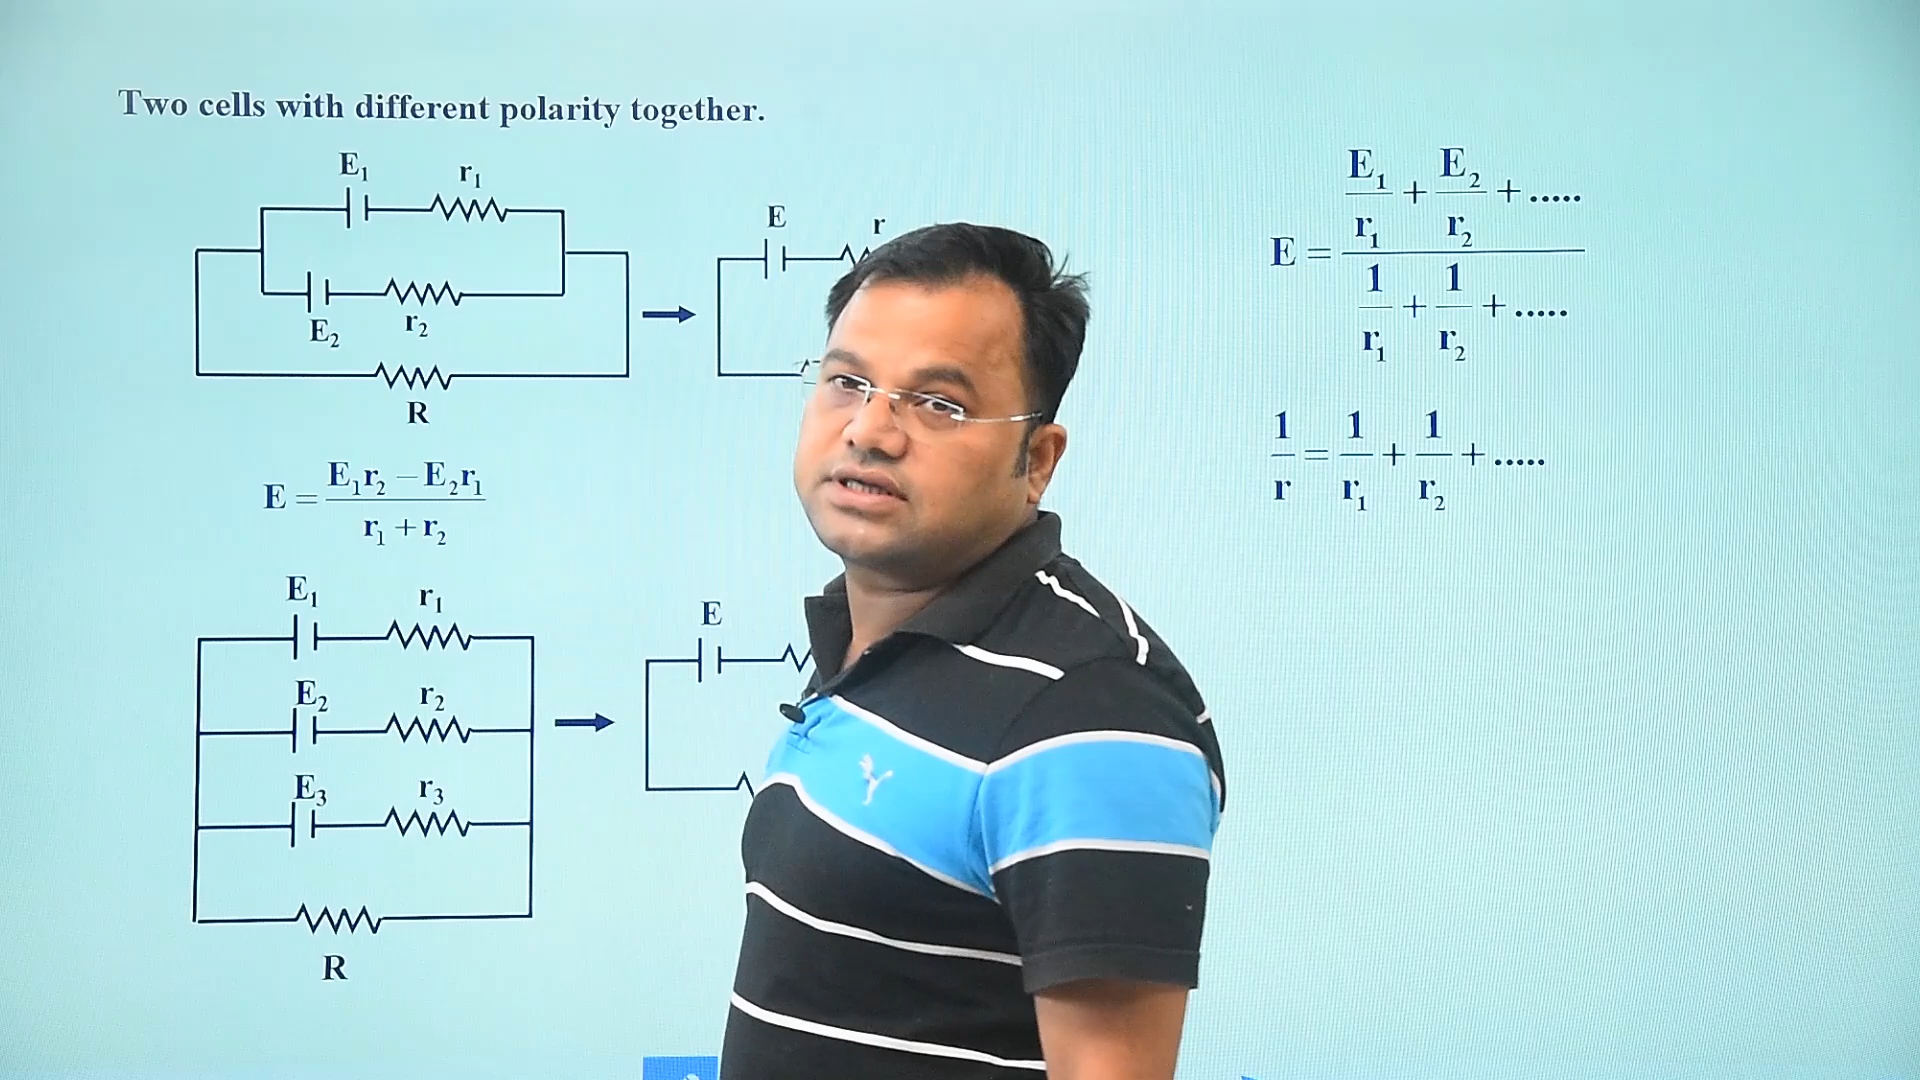 Two cells with different polarity together.
E₁ r₁
E₂ r₂
R
E r
E = (E₁r₂ − E₂r₁) / (r₁ + r₂)
E₁ r₁
E₂ r₂
E₃ r₃
R
E
E = (E₁/r₁ + E₂/r₂ + .....) / (1/r₁ + 1/r₂ + .....)
1/r = 1/r₁ + 1/r₂ + .....